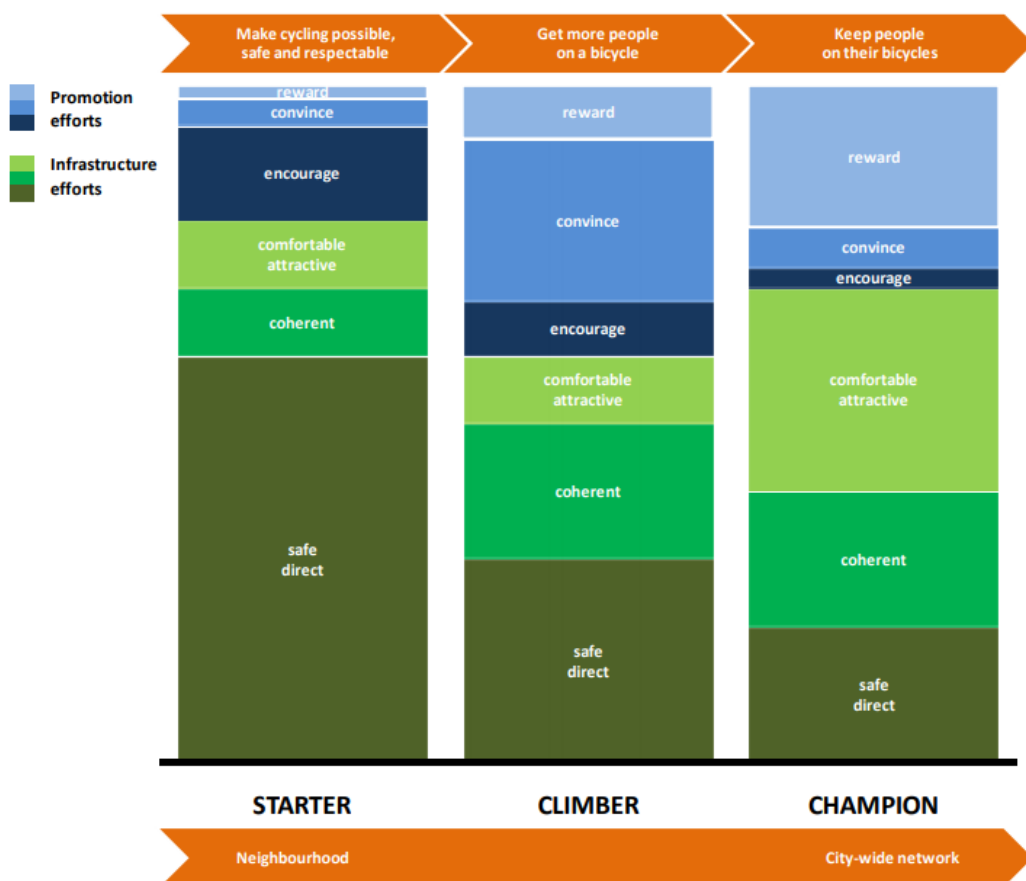 Make cycling possible,
safe and respectable
Get more people
on a bicycle
Keep people
on their bicycles
Promotion
efforts
Infrastructure
efforts
reward
convince
encourage
comfortable
attractive
coherent
safe
direct
reward
convince
encourage
comfortable
attractive
coherent
safe
direct
reward
convince
encourage
comfortable
attractive
coherent
safe
direct
STARTER
CLIMBER
CHAMPION
Neighbourhood
City-wide network